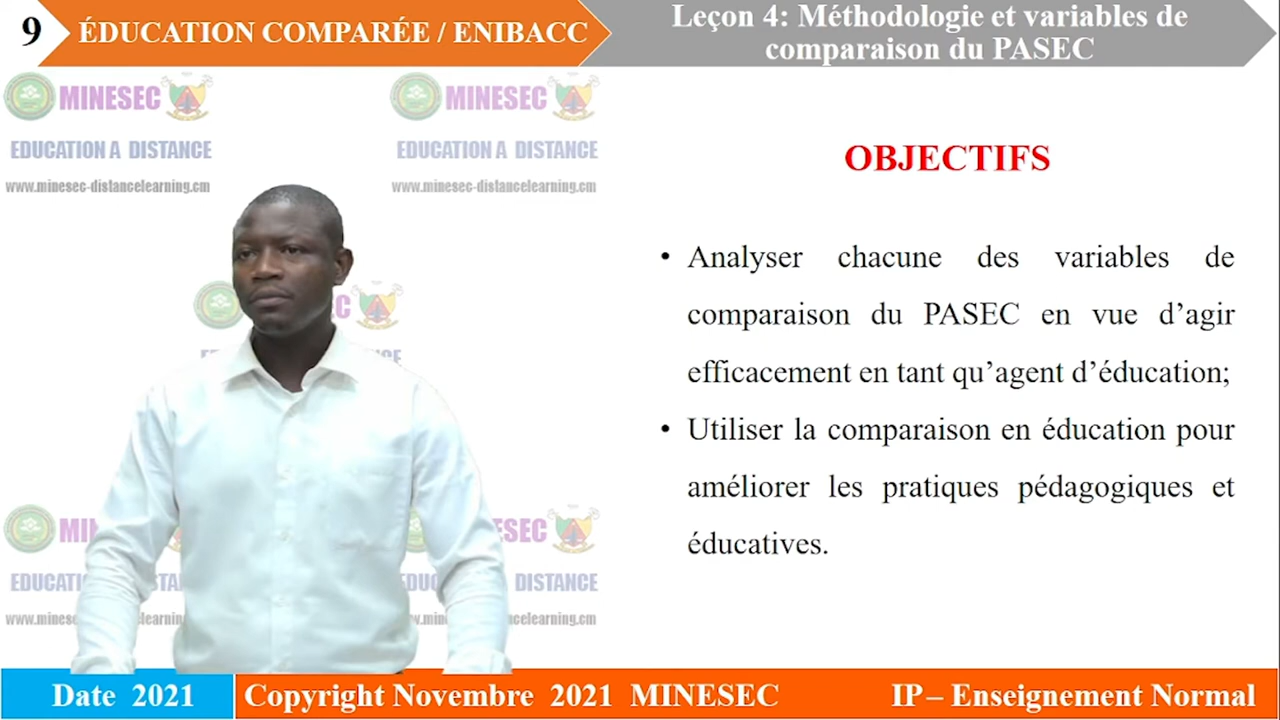 9
ÉDUCATION COMPARÉE / ENIBACC
Leçon 4: Méthodologie et variables de
comparaison du PASEC
MINESEC
EDUCATION A DISTANCE
www.minesec-distancelearning.cm
MINESEC
EDUCATION A DISTANCE
www.minesec-distancelearning.cm
OBJECTIFS
• Analyser chacune des variables de
comparaison du PASEC en vue d’agir
efficacement en tant qu’agent d’éducation;
• Utiliser la comparaison en éducation pour
améliorer les pratiques pédagogiques et
éducatives.
Date 2021
Copyright Novembre 2021 MINESEC
IP – Enseignement Normal